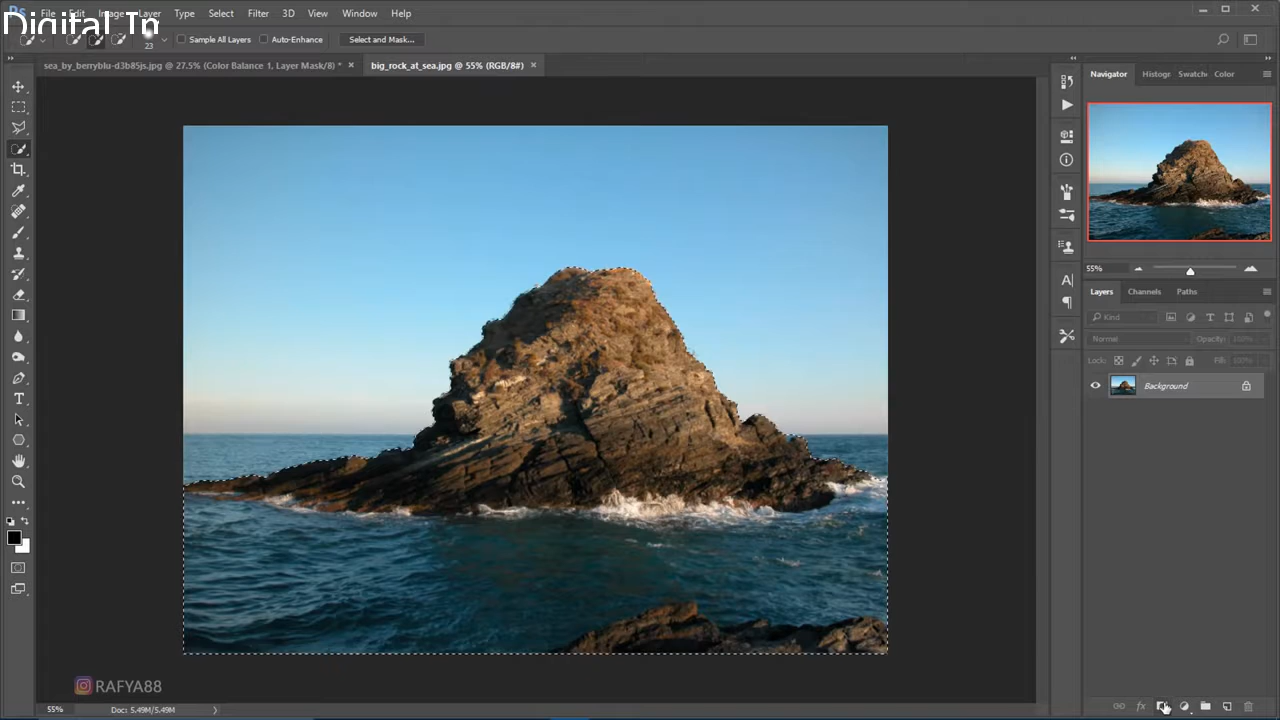 Digital Tn
File Edit Image Layer Type Select Filter 3D View Window Help
23 Sample All Layers Auto-Enhance Select and Mask...
sea_by_berryblu-d3b85js.jpg @ 27.5% (Color Balance 1, Layer Mask/8) * × big_rock_at_sea.jpg @ 55% (RGB/8#) ×
Navigator Histogr Swatche Color
55%
Layers Channels Paths
Kind
Normal Opacity: 100%
Lock: Fill: 100%
Background
RAFYA88
55% Doc: 5.49M/5.49M